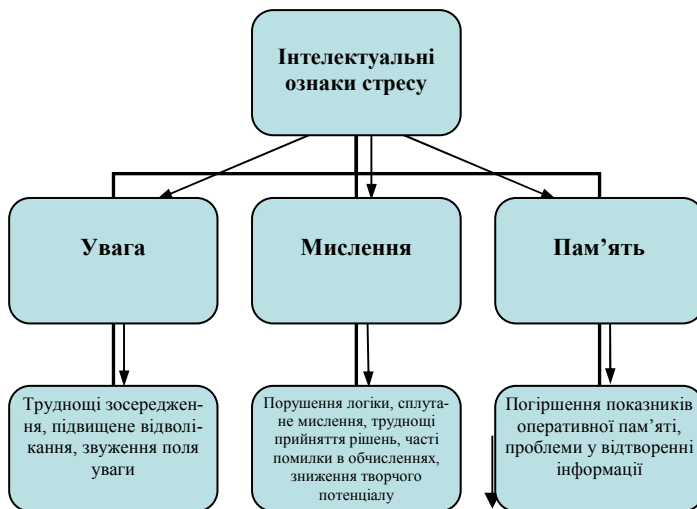 Інтелектуальні
ознаки стресу
Увага
Мислення
Пам’ять
Труднощі зосереджен-
ня, підвищене відволі-
кання, звуження поля
уваги
Порушення логіки, сплута-
не мислення, труднощі
прийняття рішень, часті
помилки в обчисленнях,
зниження творчого
потенціалу
Погіршення показників
оперативної пам’яті,
проблеми у відтворенні
інформації